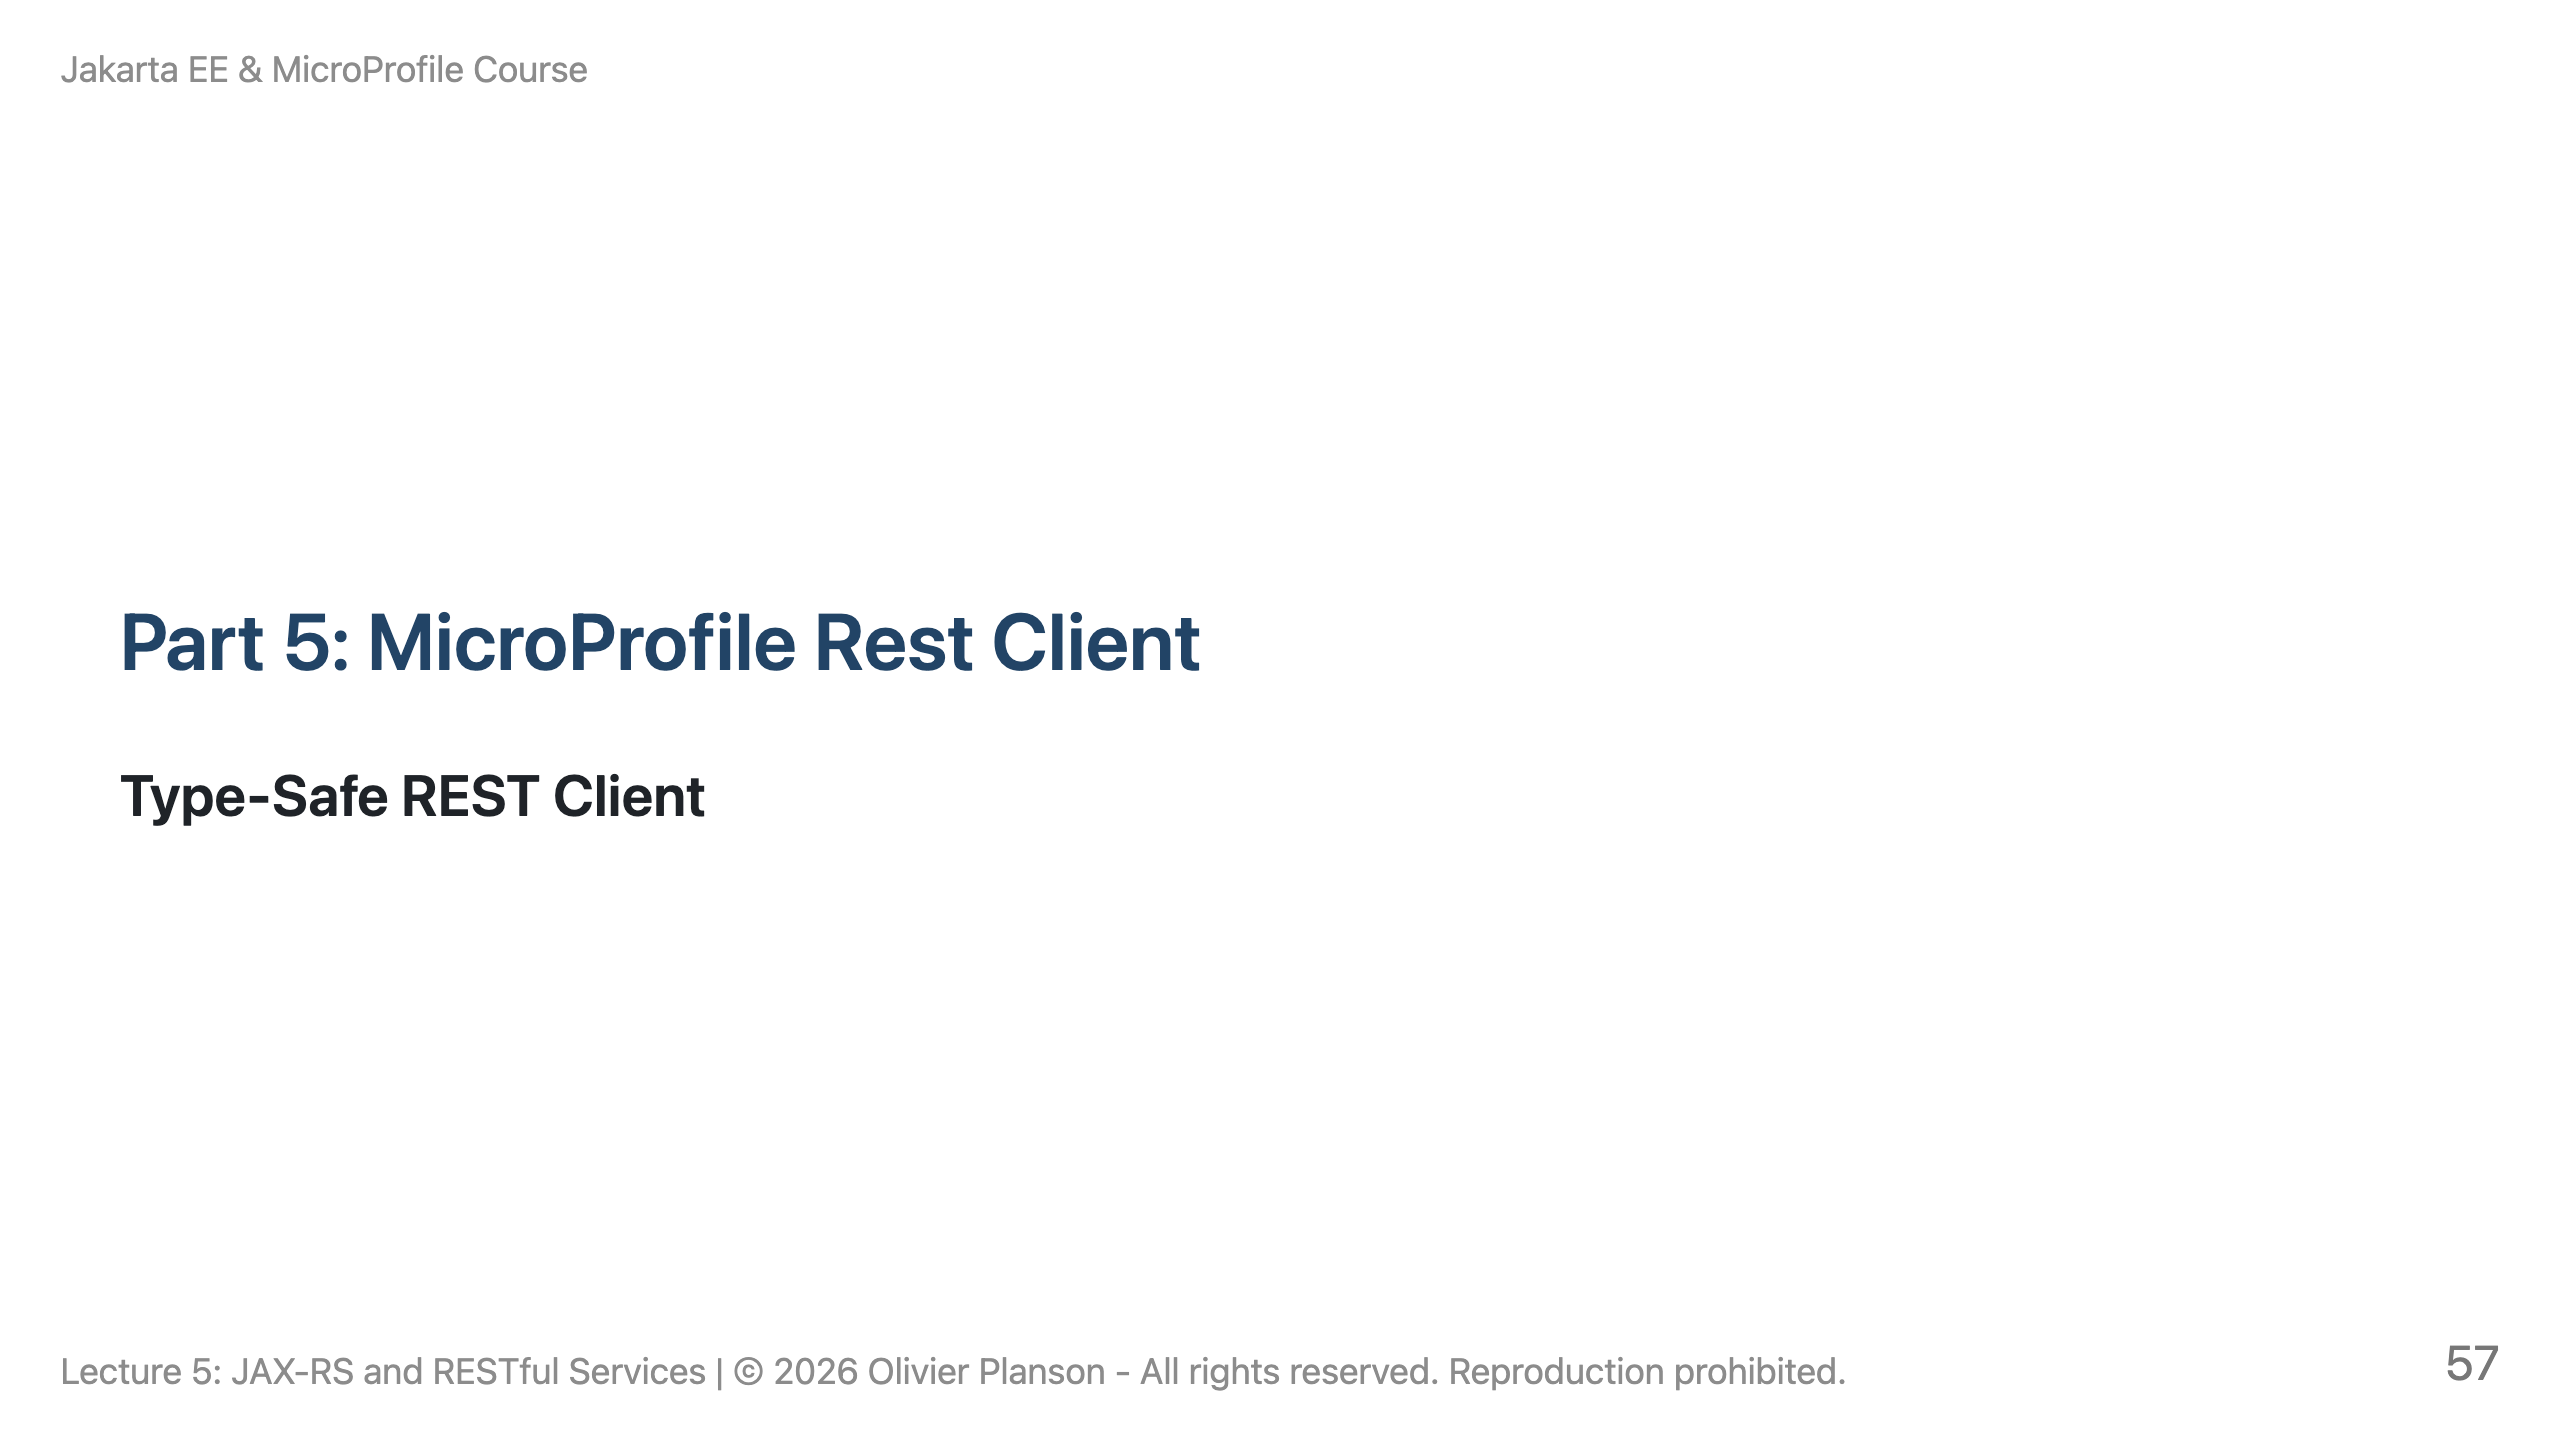 Jakarta EE & MicroProfile Course
Part 5: MicroProfile Rest Client
Type-Safe REST Client
Lecture 5: JAX-RS and RESTful Services | © 2026 Olivier Planson - All rights reserved. Reproduction prohibited.
57